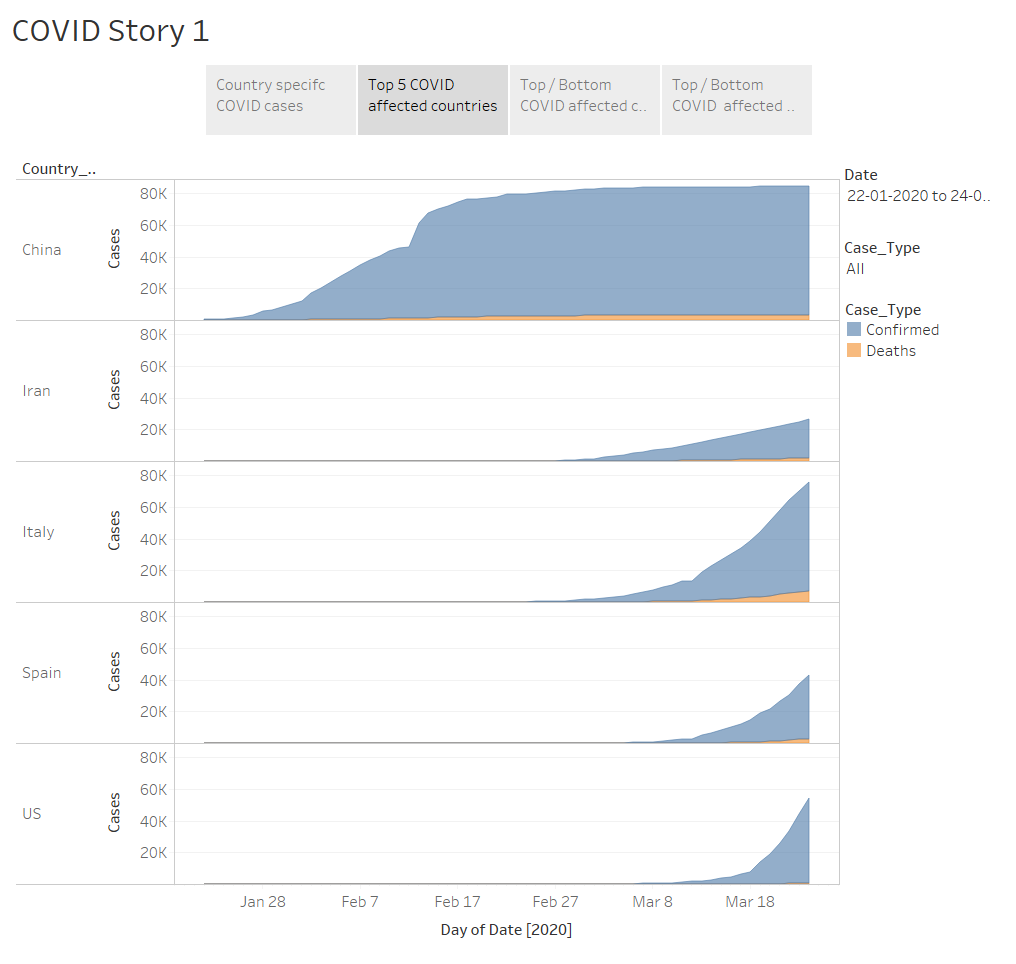 COVID Story 1
Country specifc
COVID cases
Top 5 COVID
affected countries
Top / Bottom
COVID affected c..
Top / Bottom
COVID  affected ..
Country_..
China
Cases
80K
60K
40K
20K
Iran
Cases
80K
60K
40K
20K
Italy
Cases
80K
60K
40K
20K
Spain
Cases
80K
60K
40K
20K
US
Cases
80K
60K
40K
20K
Jan 28
Feb 7
Feb 17
Feb 27
Mar 8
Mar 18
Day of Date [2020]
Date
22-01-2020 to 24-0..
Case_Type
All
Case_Type
Confirmed
Deaths